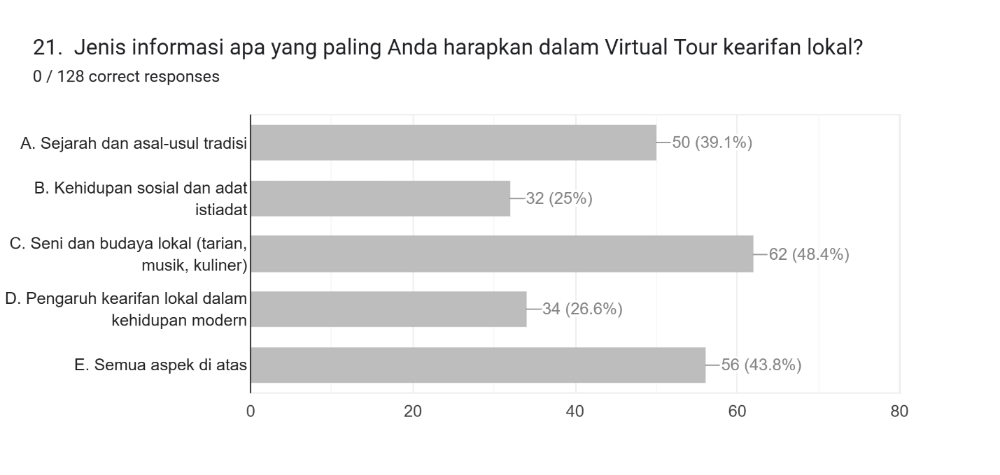 21.  Jenis informasi apa yang paling Anda harapkan dalam Virtual Tour kearifan lokal?
0 / 128 correct responses
A. Sejarah dan asal-usul tradisi
50 (39.1%)
B. Kehidupan sosial dan adat
istiadat
32 (25%)
C. Seni dan budaya lokal (tarian,
musik, kuliner)
62 (48.4%)
D. Pengaruh kearifan lokal dalam
kehidupan modern
34 (26.6%)
E. Semua aspek di atas
56 (43.8%)
0
20
40
60
80